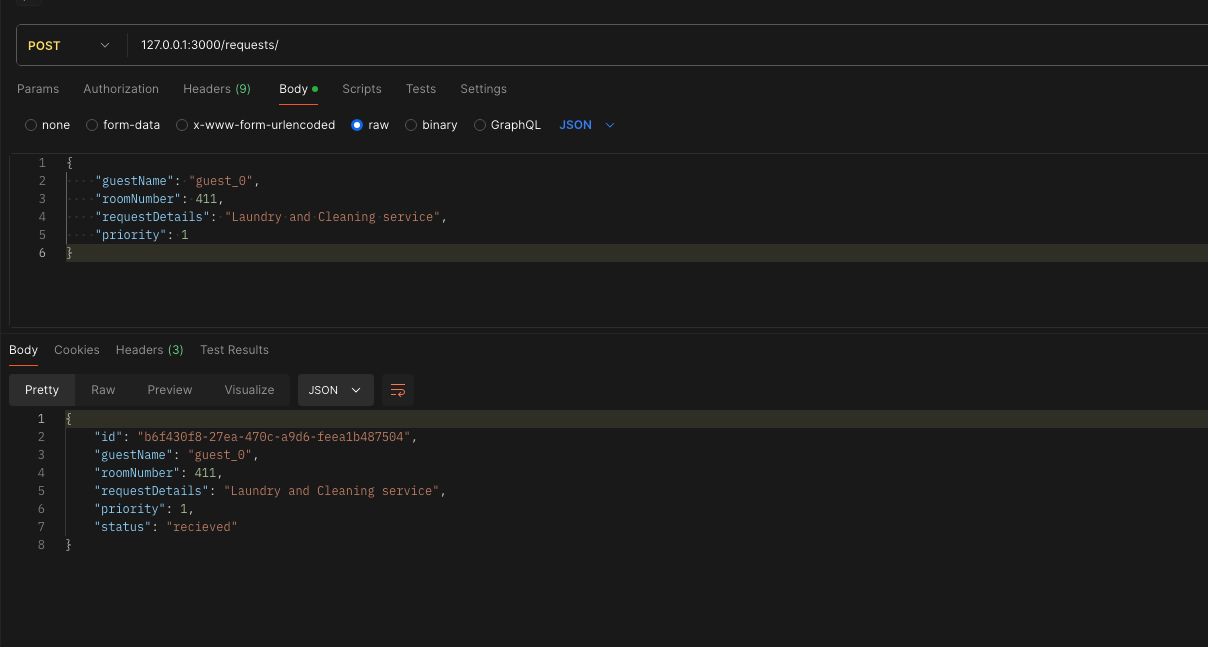 POST 127.0.0.1:3000/requests/
Params Authorization Headers (9) Body Scripts Tests Settings
none form-data x-www-form-urlencoded raw binary GraphQL JSON
1 {
2 "guestName": "guest_0",
3 "roomNumber": 411,
4 "requestDetails": "Laundry and Cleaning service",
5 "priority": 1
6 }
Body Cookies Headers (3) Test Results
Pretty Raw Preview Visualize JSON
1 {
2 "id": "b6f430f8-27ea-470c-a9d6-feea1b487504",
3 "guestName": "guest_0",
4 "roomNumber": 411,
5 "requestDetails": "Laundry and Cleaning service",
6 "priority": 1,
7 "status": "recieved"
8 }